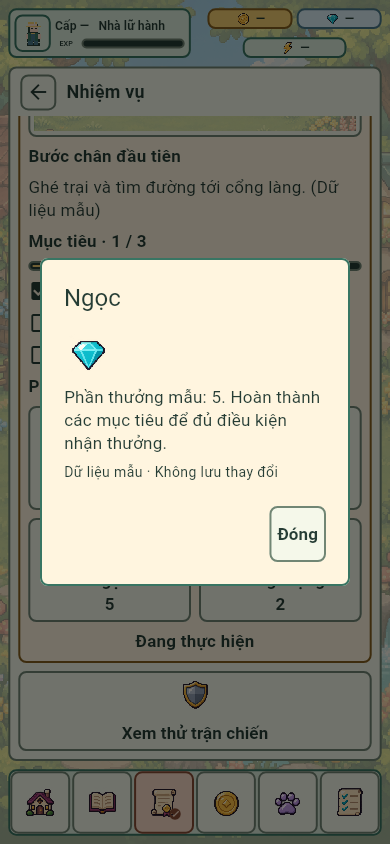 Cấp —
Nhà lữ hành
EXP
—
—
—
Nhiệm vụ
Bước chân đầu tiên
Ghé trại và tìm đường tới cổng làng. (Dữ
liệu mẫu)
Mục tiêu · 1 / 3
Ngọc
Phần thưởng mẫu: 5. Hoàn thành
các mục tiêu để đủ điều kiện
nhận thưởng.
Dữ liệu mẫu · Không lưu thay đổi
Đóng
5
2
Đang thực hiện
Xem thử trận chiến